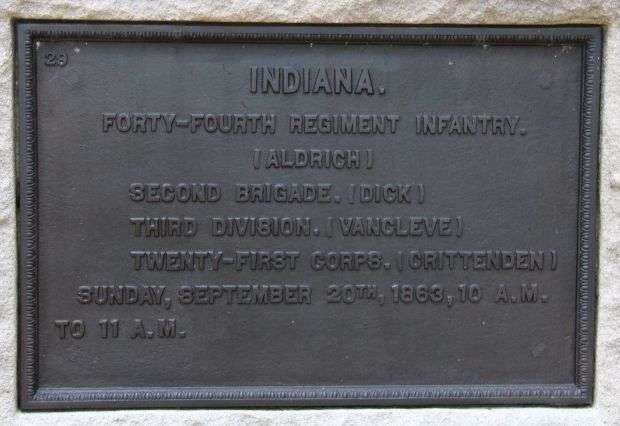 29
INDIANA.
FORTY-FOURTH REGIMENT INFANTRY.
(ALDRICH)
SECOND BRIGADE. (DICK)
THIRD DIVISION. (VANCLEVE)
TWENTY-FIRST CORPS. (CRITTENDEN)
SUNDAY, SEPTEMBER 20TH, 1863, 10 A.M.
TO 11 A.M.